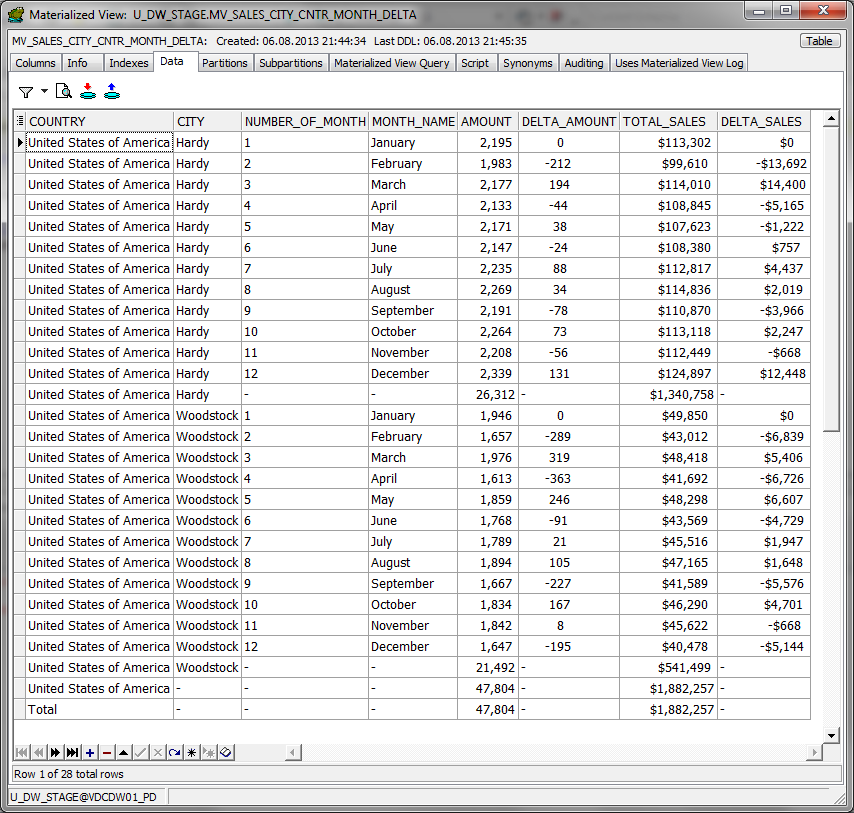 Materialized View: U_DW_STAGE.MV_SALES_CITY_CNTR_MONTH_DELTA
MV_SALES_CITY_CNTR_MONTH_DELTA: Created: 06.08.2013 21:44:34 Last DDL: 06.08.2013 21:45:35 Table
Columns Info Indexes Data Partitions Subpartitions Materialized View Query Script Synonyms Auditing Uses Materialized View Log
COUNTRY CITY NUMBER_OF_MONTH MONTH_NAME AMOUNT DELTA_AMOUNT TOTAL_SALES DELTA_SALES
United States of America Hardy 1 January 2,195 0 $113,302 $0
United States of America Hardy 2 February 1,983 -212 $99,610 -$13,692
United States of America Hardy 3 March 2,177 194 $114,010 $14,400
United States of America Hardy 4 April 2,133 -44 $108,845 -$5,165
United States of America Hardy 5 May 2,171 38 $107,623 -$1,222
United States of America Hardy 6 June 2,147 -24 $108,380 $757
United States of America Hardy 7 July 2,235 88 $112,817 $4,437
United States of America Hardy 8 August 2,269 34 $114,836 $2,019
United States of America Hardy 9 September 2,191 -78 $110,870 -$3,966
United States of America Hardy 10 October 2,264 73 $113,118 $2,247
United States of America Hardy 11 November 2,208 -56 $112,449 -$668
United States of America Hardy 12 December 2,339 131 $124,897 $12,448
United States of America Hardy - - 26,312 - $1,340,758 -
United States of America Woodstock 1 January 1,946 0 $49,850 $0
United States of America Woodstock 2 February 1,657 -289 $43,012 -$6,839
United States of America Woodstock 3 March 1,976 319 $48,418 $5,406
United States of America Woodstock 4 April 1,613 -363 $41,692 -$6,726
United States of America Woodstock 5 May 1,859 246 $48,298 $6,607
United States of America Woodstock 6 June 1,768 -91 $43,569 -$4,729
United States of America Woodstock 7 July 1,789 21 $45,516 $1,947
United States of America Woodstock 8 August 1,894 105 $47,165 $1,648
United States of America Woodstock 9 September 1,667 -227 $41,589 -$5,576
United States of America Woodstock 10 October 1,834 167 $46,290 $4,701
United States of America Woodstock 11 November 1,842 8 $45,622 -$668
United States of America Woodstock 12 December 1,647 -195 $40,478 -$5,144
United States of America Woodstock - - 21,492 - $541,499 -
United States of America - - - 47,804 - $1,882,257 -
Total - - - 47,804 - $1,882,257 -
Row 1 of 28 total rows
U_DW_STAGE@VDCDW01_PD